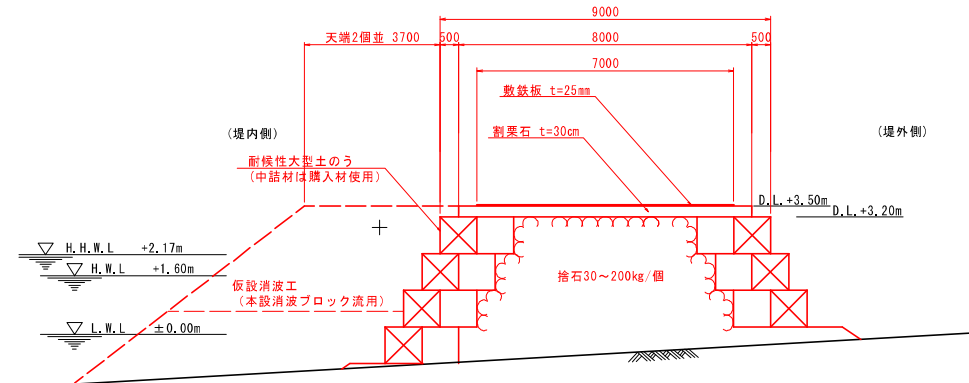 9000
天端2個並 3700
500
8000
500
7000
敷鉄板 t=25mm
(堤内側)
割栗石 t=30cm
(堤外側)
耐候性大型土のう
(中詰材は購入材使用)
D.L.+3.50m
D.L.+3.20m
H.H.W.L +2.17m
H.W.L +1.60m
捨石30～200kg/個
仮設消波工
(本設消波ブロック流用)
L.W.L ±0.00m